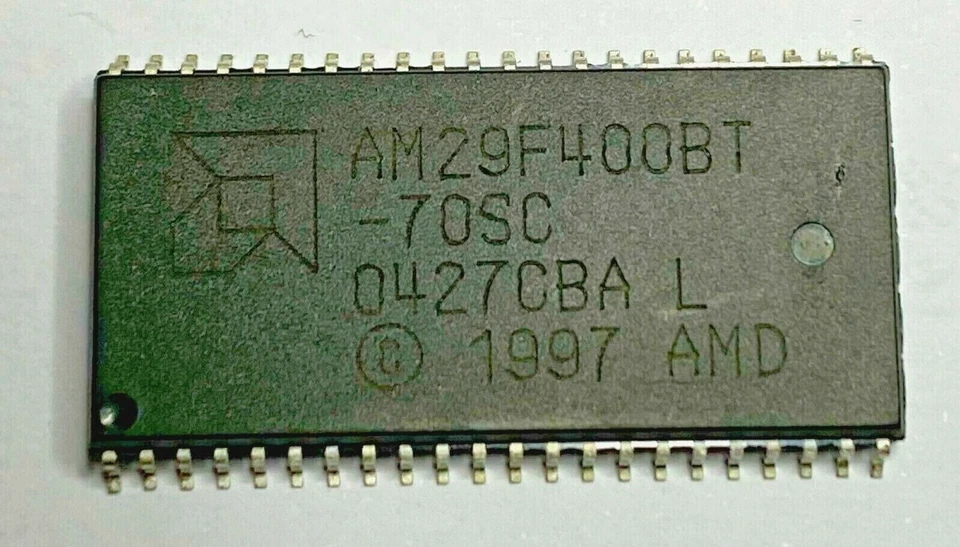 AM29F400BT
-70SC
0427CBA L
© 1997 AMD